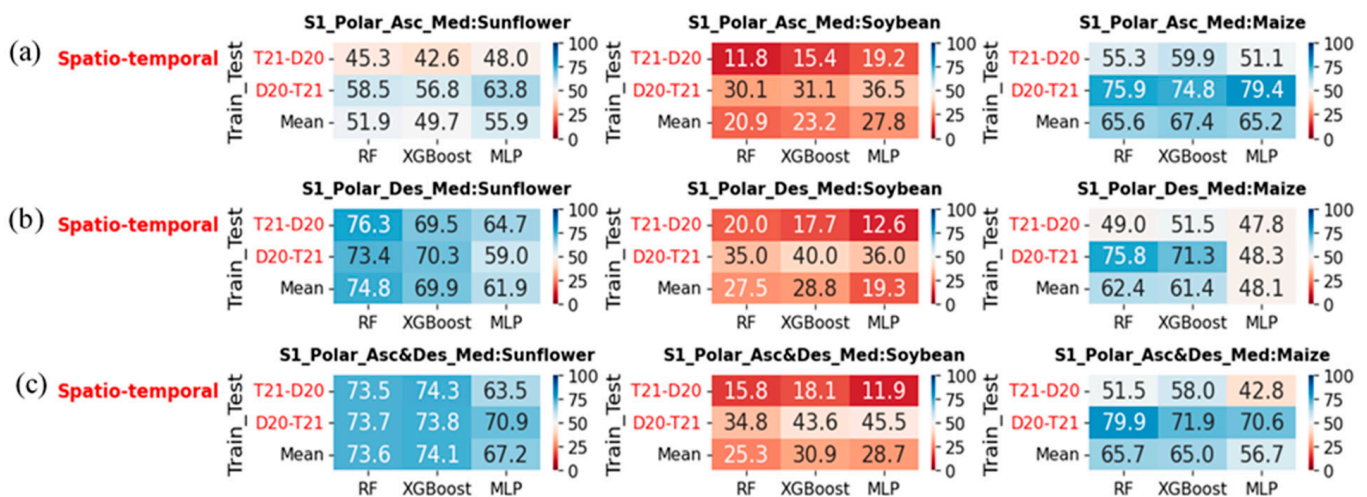 S1_Polar_Asc_Med:Sunflower S1_Polar_Asc_Med:Soybean S1_Polar_Asc_Med:Maize
(a) Spatio-temporal
Train_Test T21-D20 45.3 42.6 48.0 100 Train_Test 11.8 15.4 19.2 100 Train_Test T21-D20 55.3 59.9 51.1 100
D20-T21 58.5 56.8 63.8 75 50 T21-D20 D20-T21 30.1 31.1 36.5 75 50 D20-T21 75.9 74.8 79.4 75 50
Mean 51.9 49.7 55.9 25 0 Mean 20.9 23.2 27.8 25 0 Mean 65.6 67.4 65.2 25 0
RF XGBoost MLP RF XGBoost MLP RF XGBoost MLP
S1_Polar_Des_Med:Sunflower S1_Polar_Des_Med:Soybean S1_Polar_Des_Med:Maize
(b) Spatio-temporal
Train_Test T21-D20 76.3 69.5 64.7 100 Train_Test T21-D20 20.0 17.7 12.6 100 Train_Test T21-D20 49.0 51.5 47.8 100
D20-T21 73.4 70.3 59.0 75 50 D20-T21 35.0 40.0 36.0 75 50 D20-T21 75.8 71.3 48.3 75 50
Mean 74.8 69.9 61.9 25 0 Mean 27.5 28.8 19.3 25 0 Mean 62.4 61.4 48.1 25 0
RF XGBoost MLP RF XGBoost MLP RF XGBoost MLP
S1_Polar_Asc&Des_Med:Sunflower S1_Polar_Asc&Des_Med:Soybean S1_Polar_Asc&Des_Med:Maize
(c) Spatio-temporal
Train_Test T21-D20 73.5 74.3 63.5 100 Train_Test T21-D20 15.8 18.1 11.9 100 Train_Test T21-D20 51.5 58.0 42.8 100
D20-T21 73.7 73.8 70.9 75 50 D20-T21 34.8 43.6 45.5 75 50 D20-T21 79.9 71.9 70.6 75 50
Mean 73.6 74.1 67.2 25 0 Mean 25.3 30.9 28.7 25 0 Mean 65.7 65.0 56.7 25 0
RF XGBoost MLP RF XGBoost MLP RF XGBoost MLP